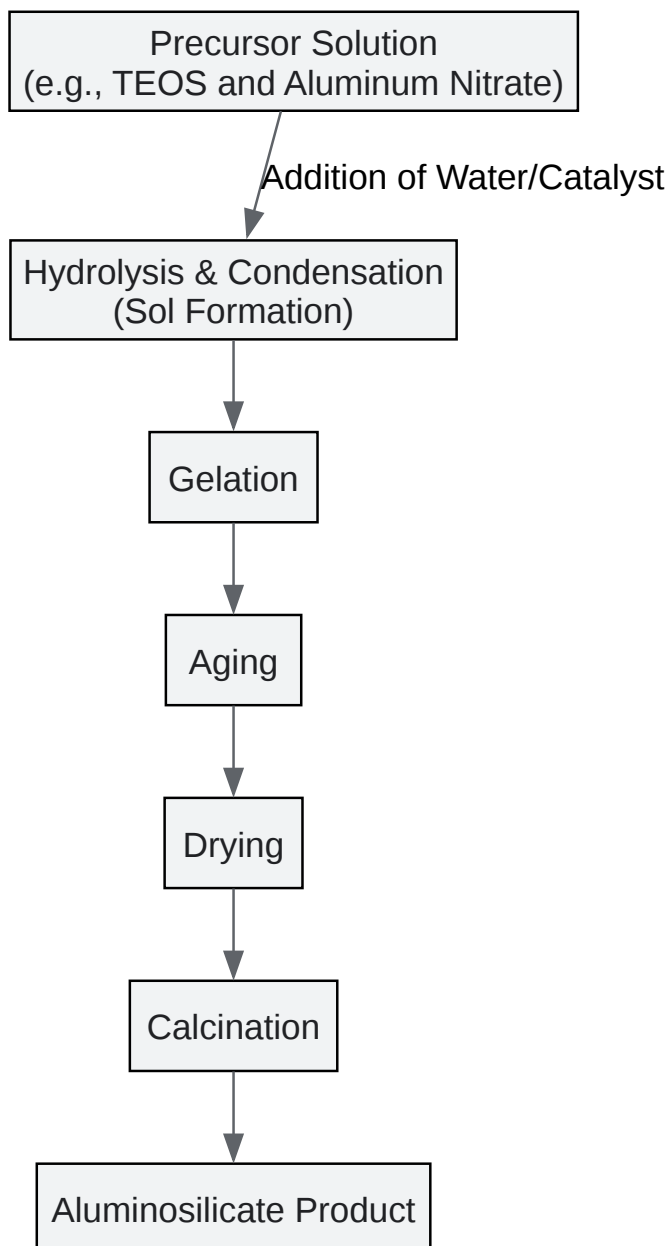 Precursor Solution
(e.g., TEOS and Aluminum Nitrate)
Addition of Water/Catalyst
Hydrolysis & Condensation
(Sol Formation)
Gelation
Aging
Drying
Calcination
Aluminosilicate Product